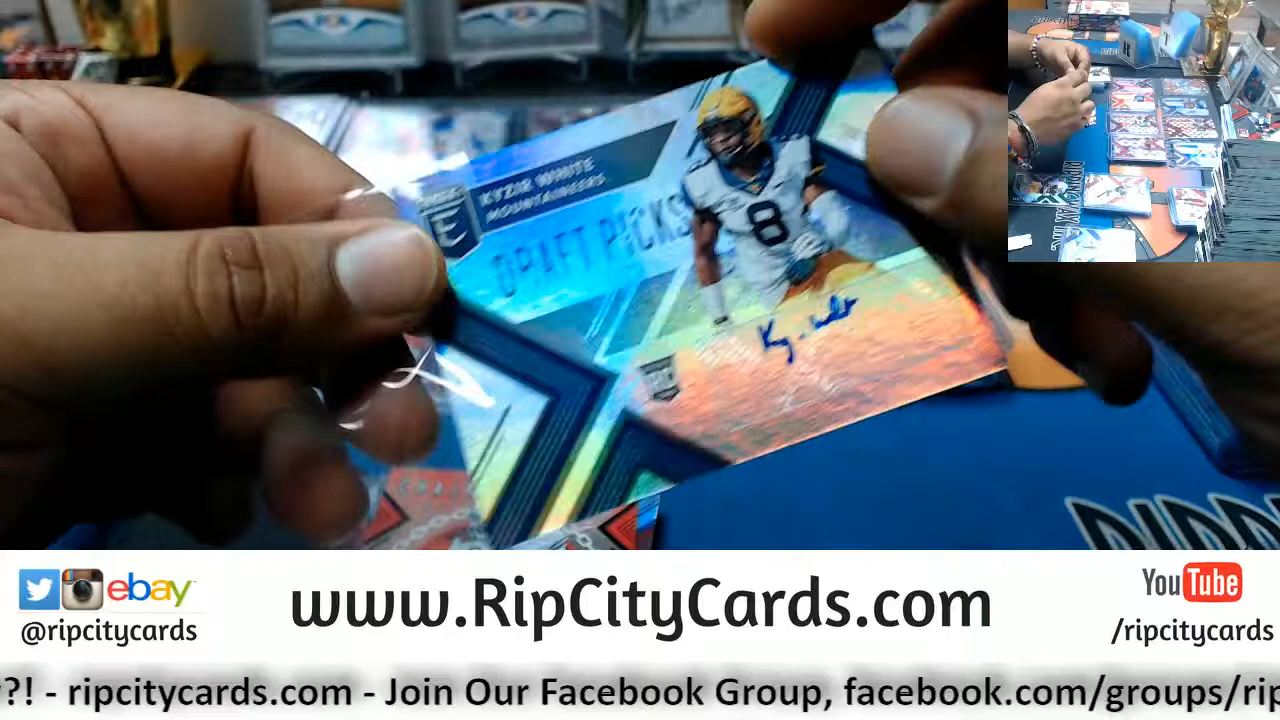 KYZIR WHITE
MOUNTAINEERS
DRAFT PICKS
8
www.RipCityCards.com
ebay
@ripcitycards
YouTube
/ripcitycards
?! - ripcitycards.com - Join Our Facebook Group, facebook.com/groups/rip